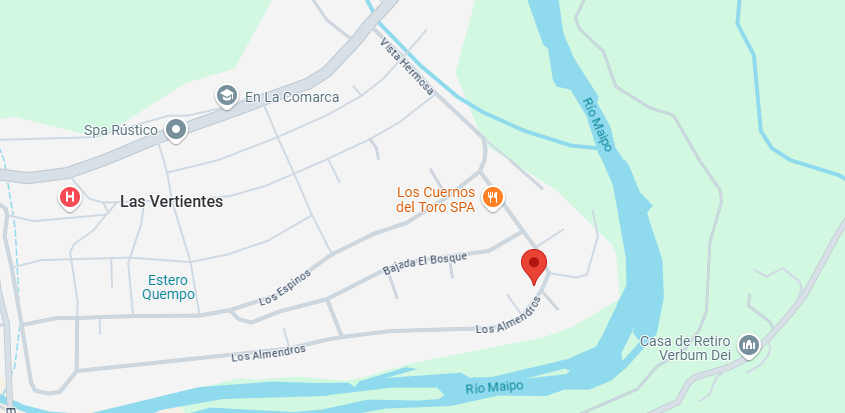 Vista Hermosa
En La Comarca
Río Maipo
Spa Rústico
H
Las Vertientes
Los Cuernos
del Toro SPA
Bajada El Bosque
Estero
Quempo
Los Espinos
Los Almendros
Casa de Retiro
Verbum Dei
Los Almendros
Río Maipo
E